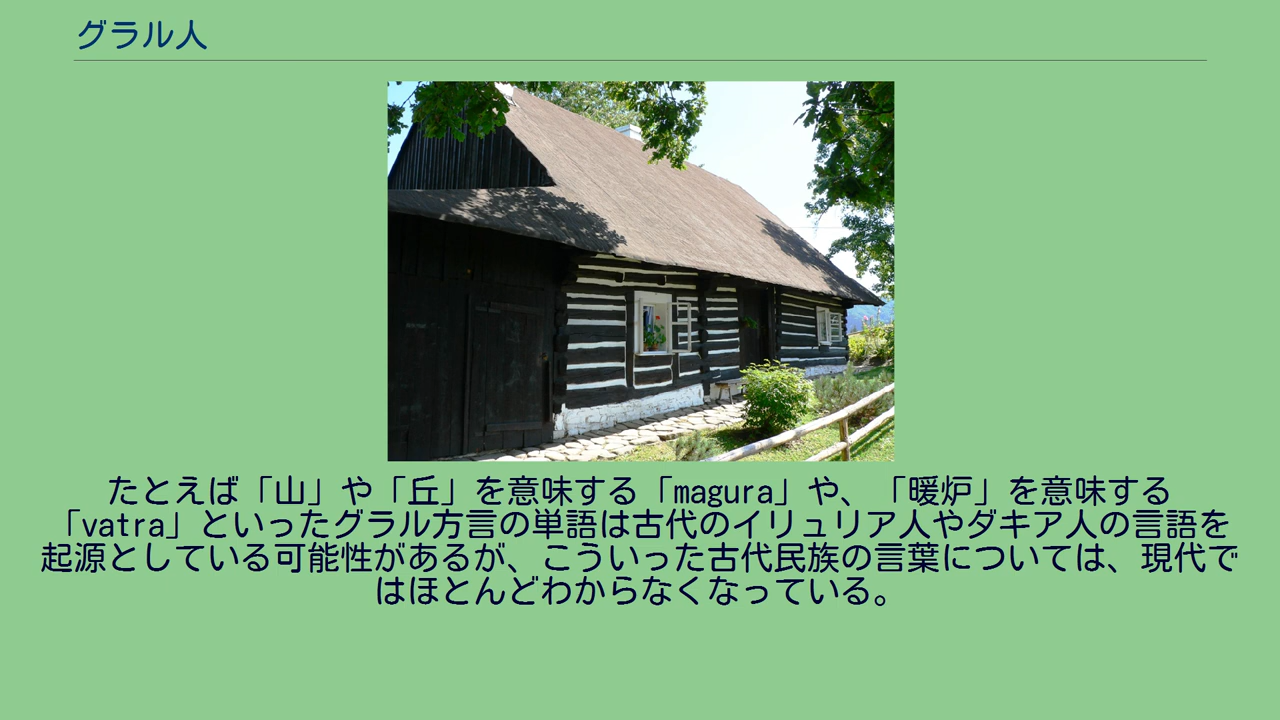 グラル人
たとえば「山」や「丘」を意味する「magura」や、「暖炉」を意味する
「vatra」といったグラル方言の単語は古代のイリュリア人やダキア人の言語を
起源としている可能性があるが、こういった古代民族の言葉については、現代で
はほとんどわからなくなっている。